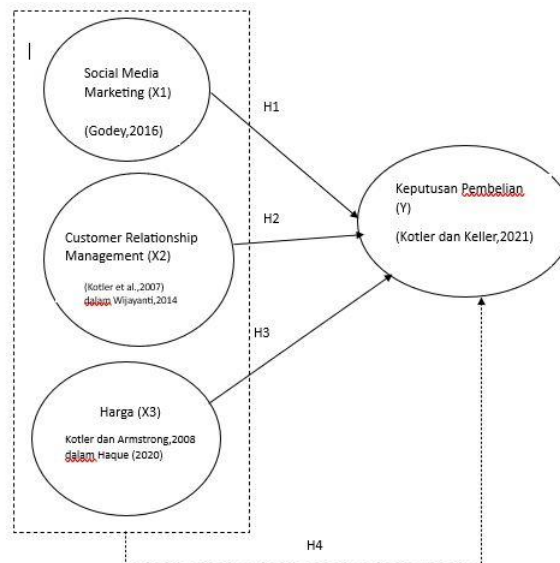 Social Media
Marketing (X1)
(Godey,2016)
H1
Keputusan Pembelian
(Y)
(Kotler dan Keller,2021)
H2
Customer Relationship
Management (X2)
(Kotler et al.,2007)
dalam Wijayanti,2014
H3
Harga (X3)
Kotler dan Armstrong,2008
dalam Haque (2020)
H4